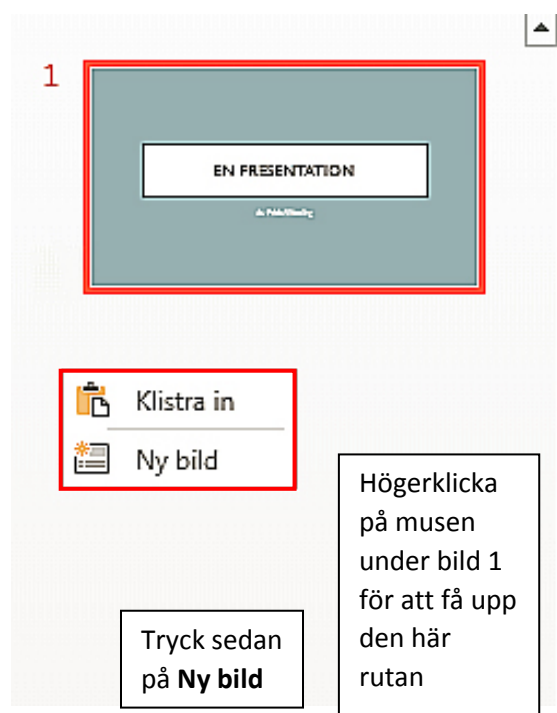 1
EN PRESENTATION
Klistra in
Ny bild
Högerklicka
på musen
under bild 1
för att få upp
den här
rutan
Tryck sedan
på Ny bild